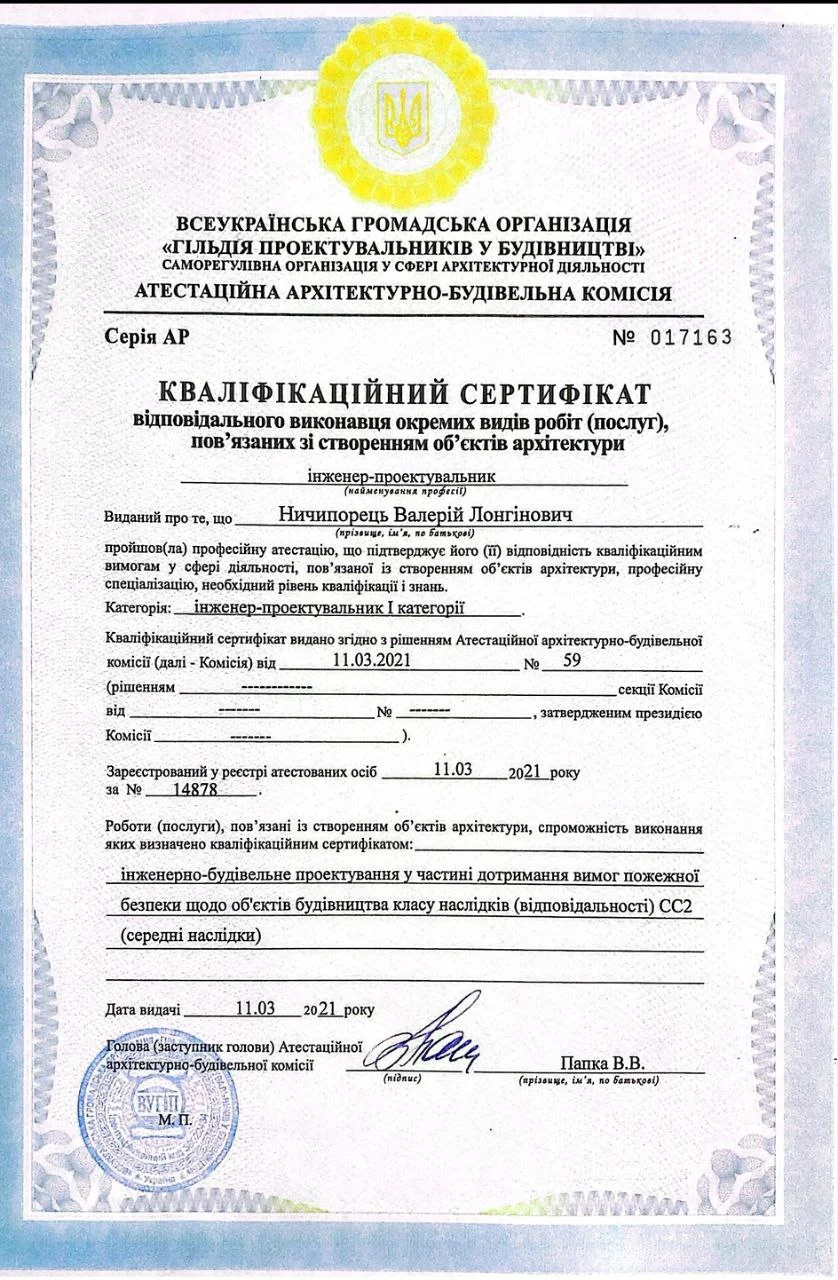 ВСЕУКРАЇНСЬКА ГРОМАДСЬКА ОРГАНІЗАЦІЯ
«ГІЛЬДІЯ ПРОЕКТУВАЛЬНИКІВ У БУДІВНИЦТВІ»
САМОРЕГУЛІВНА ОРГАНІЗАЦІЯ У СФЕРІ АРХІТЕКТУРНОЇ ДІЯЛЬНОСТІ
АТЕСТАЦІЙНА АРХІТЕКТУРНО-БУДІВЕЛЬНА КОМІСІЯ
Серія АР № 017163
КВАЛІФІКАЦІЙНИЙ СЕРТИФІКАТ
відповідального виконавця окремих видів робіт (послуг),
пов’язаних зі створенням об’єктів архітектури
інженер-проектувальник
(найменування професії)
Виданий про те, що Ничипорець Валерій Лонгінович
(прізвище, ім’я, по батькові)
пройшов(ла) професійну атестацію, що підтверджує його (її) відповідність кваліфікаційним
вимогам у сфері діяльності, пов’язаної із створенням об’єктів архітектури, професійну
спеціалізацію, необхідний рівень кваліфікації і знань.
Категорія: інженер-проектувальник І категорії .
Кваліфікаційний сертифікат видано згідно з рішенням Атестаційної архітектурно-будівельної
комісії (далі - Комісія) від 11.03.2021 № 59
(рішенням ------------ секції Комісії
від ------- № ------- , затвердженим президією
Комісії ------- ).
Зареєстрований у реєстрі атестованих осіб 11.03 2021 року
за № 14878 .
Роботи (послуги), пов’язані із створенням об’єктів архітектури, спроможність виконання
яких визначено кваліфікаційним сертифікатом:
інженерно-будівельне проектування у частині дотримання вимог пожежної
безпеки щодо об'єктів будівництва класу наслідків (відповідальності) СС2
(середні наслідки)
Дата видачі 11.03 2021 року
Голова (заступник голови) Атестаційної
архітектурно-будівельної комісії Папка В.В.
(підпис) (прізвище, ім’я, по батькові)
ВУГІП
М. П.
Україна